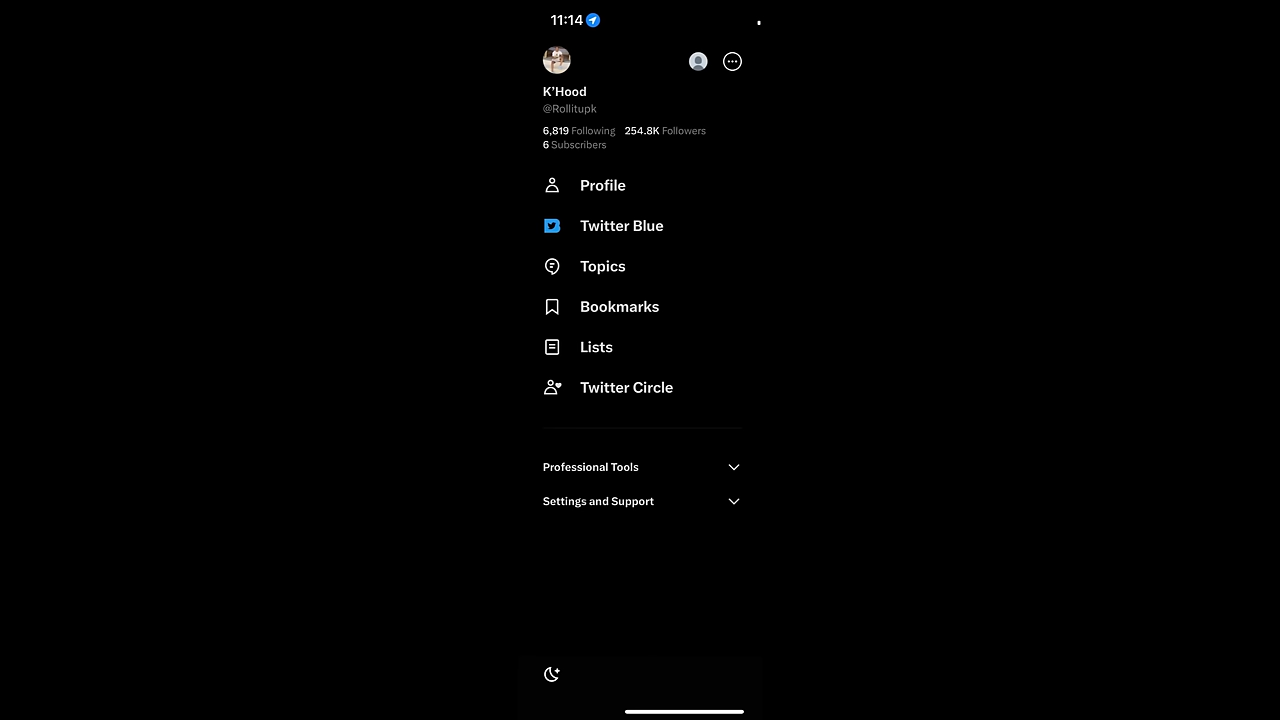 11:14
K'Hood
@Rollitupk
6,819 Following 254.8K Followers
6 Subscribers
Profile
Twitter Blue
Topics
Bookmarks
Lists
Twitter Circle
Professional Tools
Settings and Support